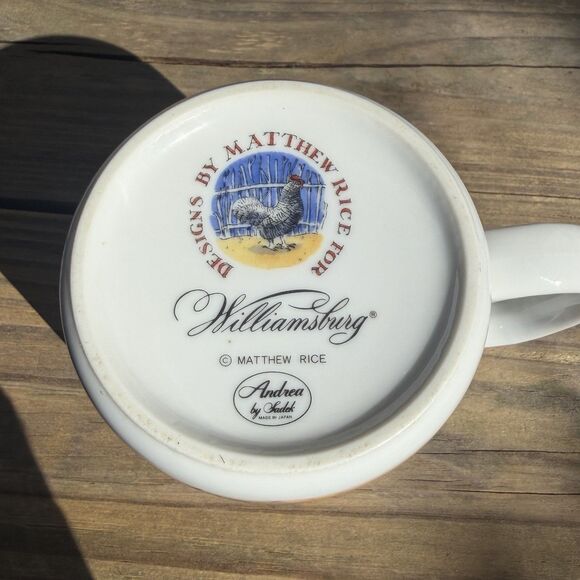 DESIGNS BY MATTHEW RICE FOR
Williamsburg®
© MATTHEW RICE
Andrea
by Sadek
MADE IN JAPAN